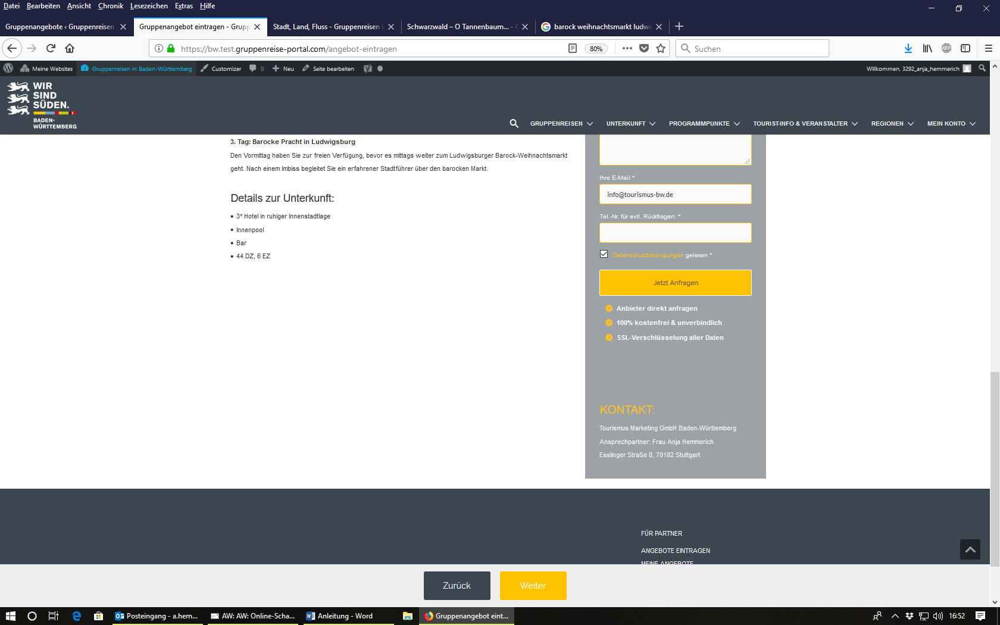 Datei Bearbeiten Ansicht Chronik Lesezeichen Extras Hilfe
Gruppenangebote ‹ Gruppenreisen
Gruppenangebot eintragen - Grupp
Stadt, Land, Fluss - Gruppenreisen i
Schwarzwald – O Tannenbaum... -
barock weihnachtsmarkt ludwi
https://bw.test.gruppenreise-portal.com/angebot-eintragen
80%
Suchen
ABP
Meine Websites
Gruppenreisen in Baden-Württemberg
Customizer
0
Neu
Seite bearbeiten
Willkommen, 3292_anja_hemmerich
WIR
SIND
SÜDEN.
BADEN-
WÜRTTEMBERG
GRUPPENREISEN UNTERKUNFT PROGRAMMPUNKTE TOURIST-INFO & VERANSTALTER REGIONEN MEIN KONTO
3. Tag: Barocke Pracht in Ludwigsburg
Den Vormittag haben Sie zur freien Verfügung, bevor es mittags weiter zum Ludwigsburger Barock-Weihnachtsmarkt
geht. Nach einem Imbiss begleitet Sie ein erfahrener Stadtführer über den barocken Markt.
Details zur Unterkunft:
• 3* Hotel in ruhiger Innenstadtlage
• Innenpool
• Bar
• 44 DZ, 6 EZ
Ihre E-Mail *
info@tourismus-bw.de
Tel.-Nr. für evtl. Rückfragen: *
Datenschutzbedingungen gelesen *
Jetzt Anfragen
Anbieter direkt anfragen
100% kostenfrei & unverbindlich
SSL-Verschlüsselung aller Daten
KONTAKT:
Tourismus Marketing GmbH Baden-Württemberg
Ansprechpartner: Frau Anja Hemmerich
Esslinger Straße 8, 70182 Stuttgart
FÜR PARTNER
ANGEBOTE EINTRAGEN
MEINE ANGEBOTE
Zurück
Weiter
Posteingang - a.hem...
AW: AW: Online-Scha...
Anleitung - Word
Gruppenangebot eint...
16:52